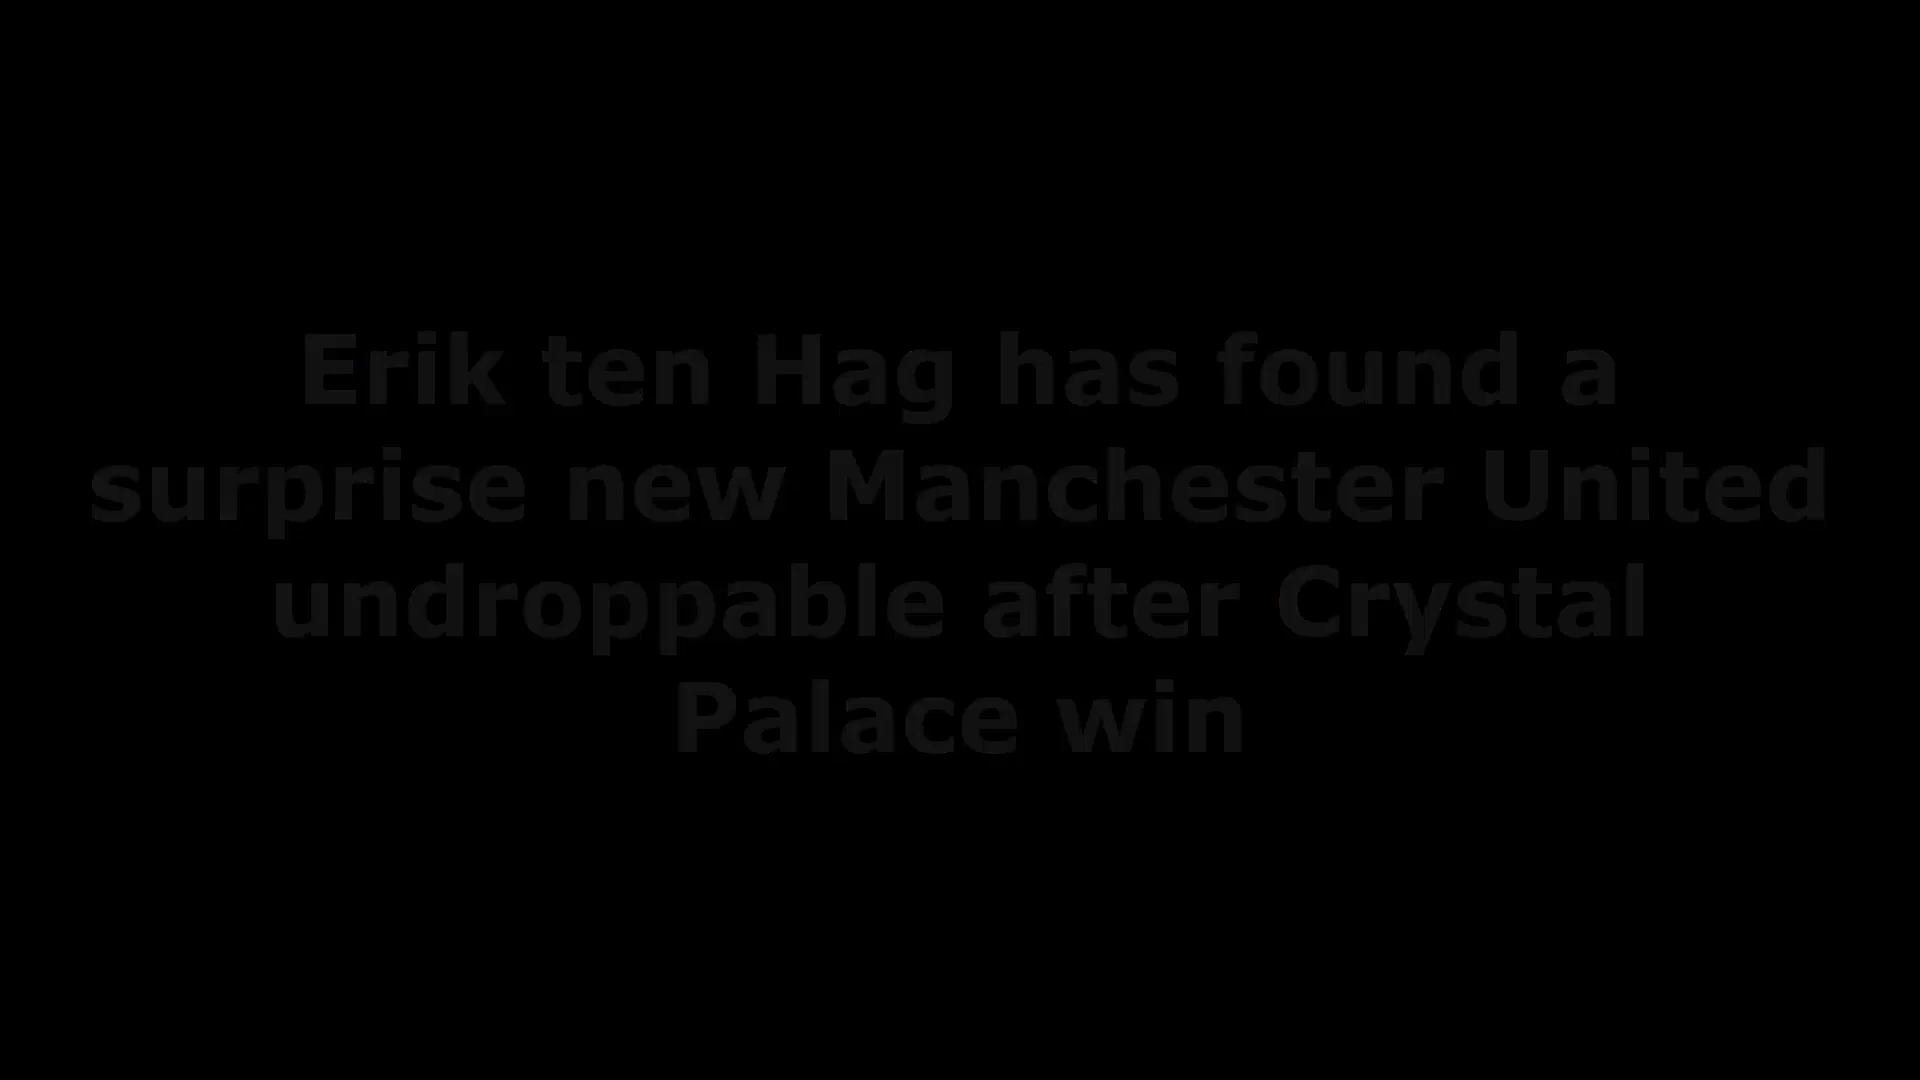 Erik ten Hag has found a
surprise new Manchester United
undroppable after Crystal
Palace win